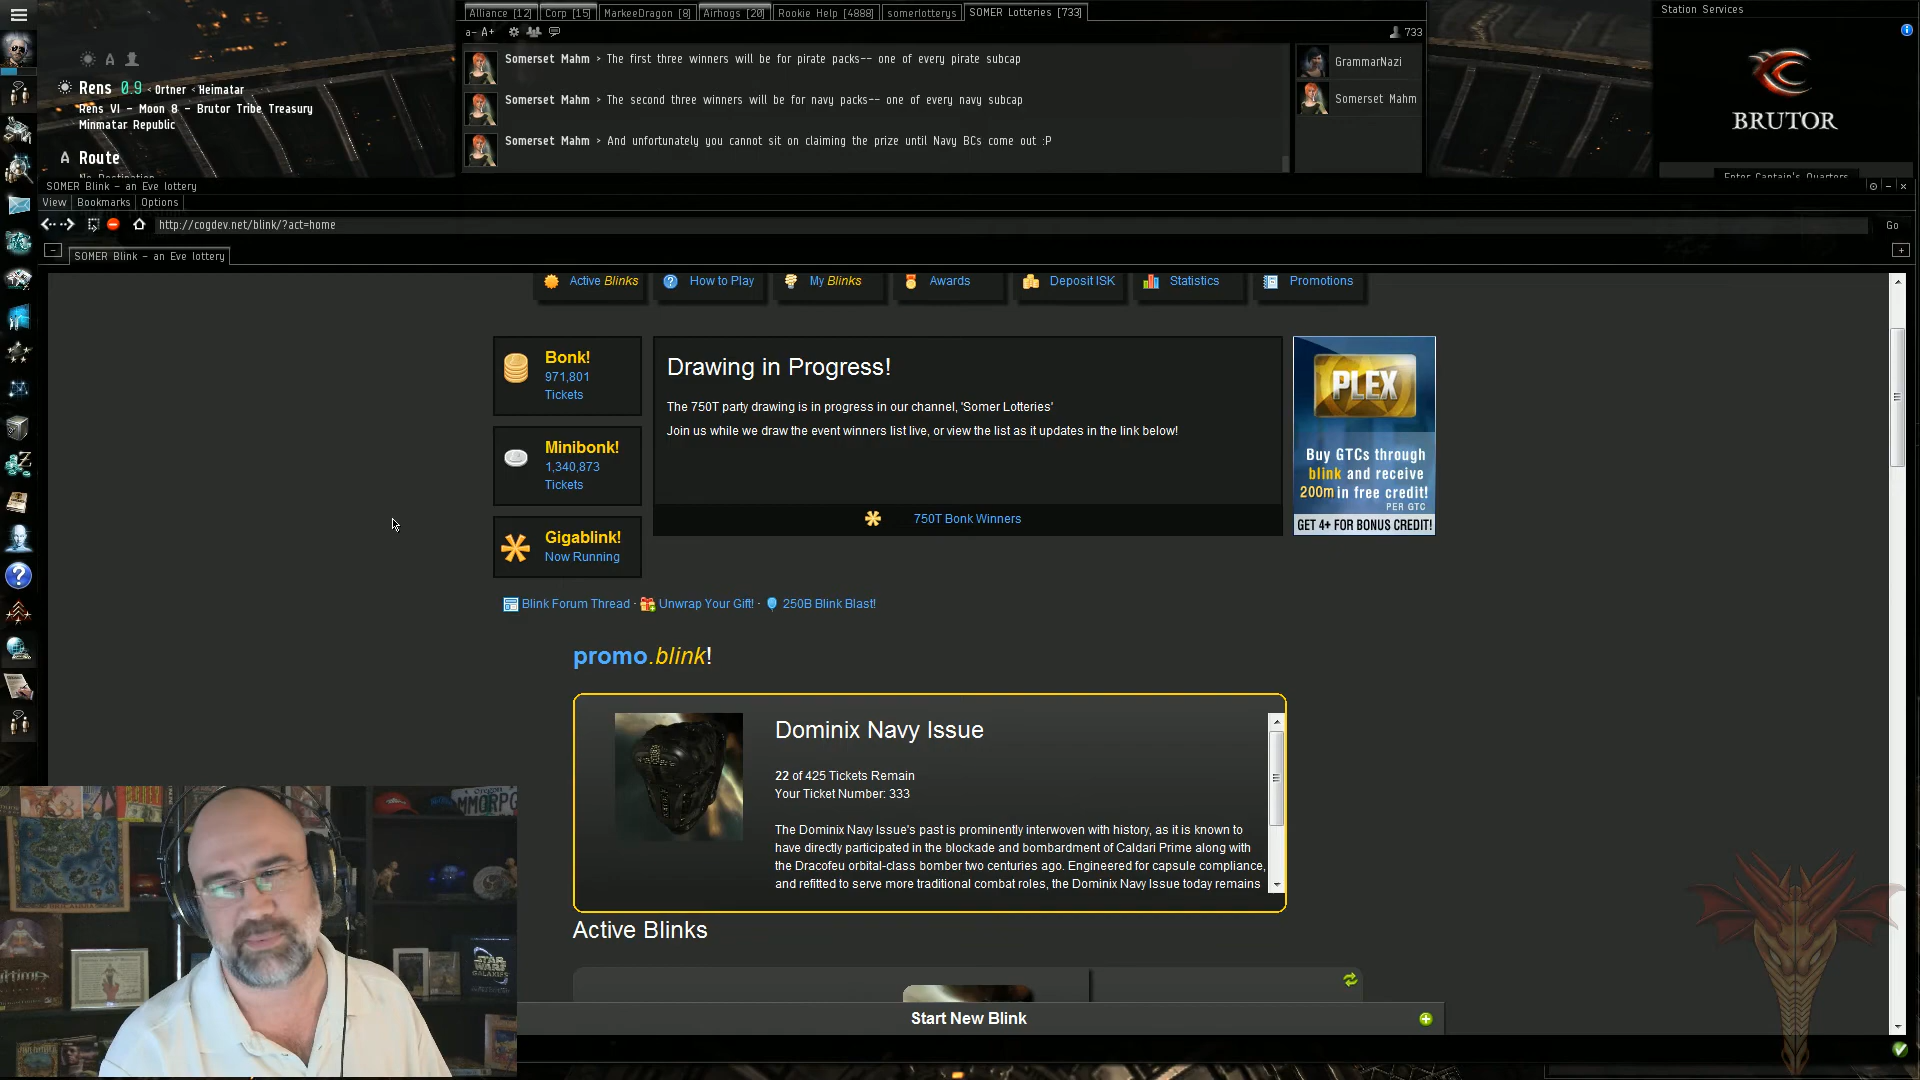 Alliance [12]
Corp [15]
MarkeeDragon [8]
Airhogs [20]
Rookie Help [4888]
somerlotterys
SOMER Lotteries [733]
Station Services
a- A+
733
Somerset Mahm > The first three winners will be for pirate packs-- one of every pirate subcap
Somerset Mahm > The second three winners will be for navy packs-- one of every navy subcap
Somerset Mahm > And unfortunately you cannot sit on claiming the prize until Navy BCs come out :P
GrammarNazi
Somerset Mahm
Rens 0.9 < Ortner < Heimatar
Rens VI - Moon 8 - Brutor Tribe Treasury
Minmatar Republic
A Route
No Destination
BRUTOR
Enter Captain's Quarters
SOMER Blink - an Eve lottery
View Bookmarks Options
http://cogdev.net/blink/?act=home
Go
SOMER Blink - an Eve lottery
Active Blinks
How to Play
My Blinks
Awards
Deposit ISK
Statistics
Promotions
Bonk!
971,801
Tickets
Minibonk!
1,340,873
Tickets
Gigablink!
Now Running
Drawing in Progress!
The 750T party drawing is in progress in our channel, 'Somer Lotteries'
Join us while we draw the event winners list live, or view the list as it updates in the link below!
750T Bonk Winners
PLEX
Buy GTCs through
blink and receive
200m in free credit!
PER GTC
GET 4+ FOR BONUS CREDIT!
Blink Forum Thread - Unwrap Your Gift! - 250B Blink Blast!
promo.blink!
Dominix Navy Issue
22 of 425 Tickets Remain
Your Ticket Number: 333
The Dominix Navy Issue's past is prominently interwoven with history, as it is known to
have directly participated in the blockade and bombardment of Caldari Prime along with
the Dracofeu orbital-class bomber two centuries ago. Engineered for capsule compliance,
and refitted to serve more traditional combat roles, the Dominix Navy Issue today remains
Active Blinks
Start New Blink
MMORPG
STAR WARS
GALAXIES